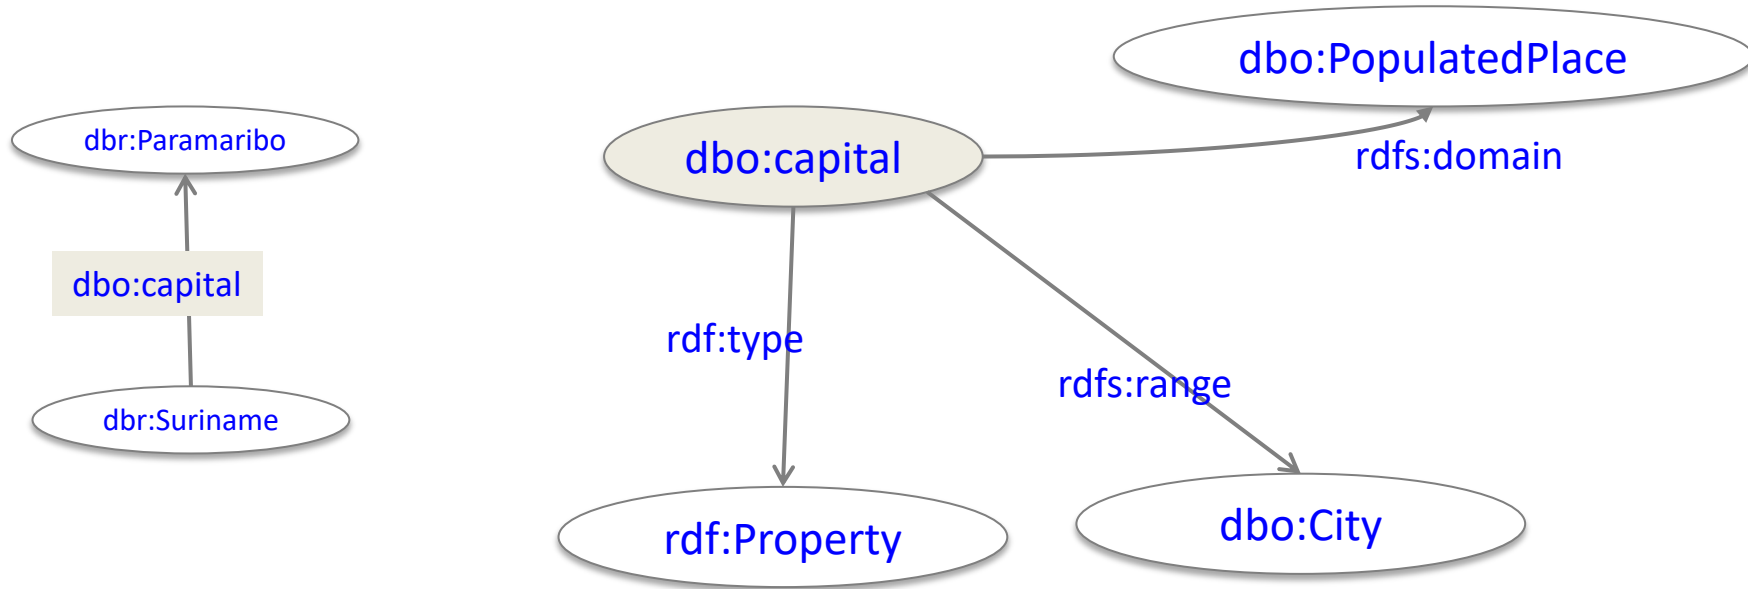 dbr:Paramaribo
dbo:capital
dbr:Suriname
dbo:PopulatedPlace
dbo:capital
rdfs:domain
rdf:type
rdfs:range
rdf:Property
dbo:City